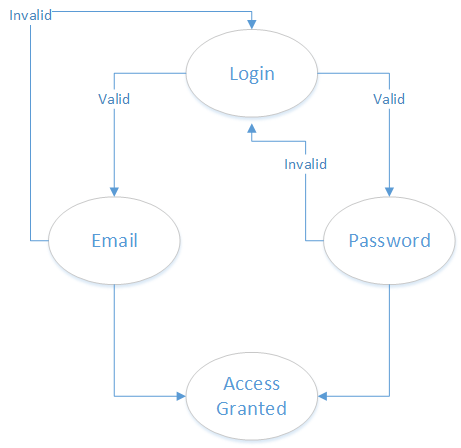 Invalid
Login
Valid
Valid
Invalid
Email
Password
Access
Granted